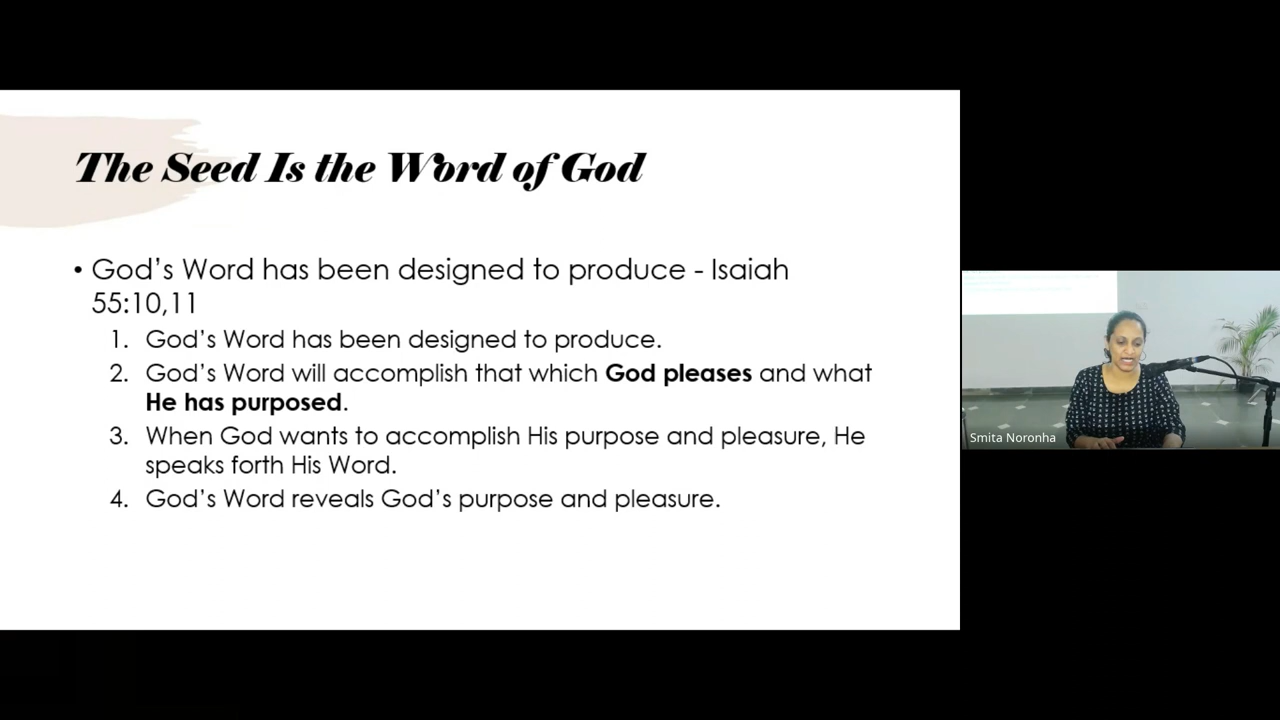 The Seed Is the Word of God
• God's Word has been designed to produce - Isaiah
55:10,11
1. God's Word has been designed to produce.
2. God's Word will accomplish that which God pleases and what
He has purposed.
3. When God wants to accomplish His purpose and pleasure, He
speaks forth His Word.
4. God's Word reveals God's purpose and pleasure.
Smita Noronha